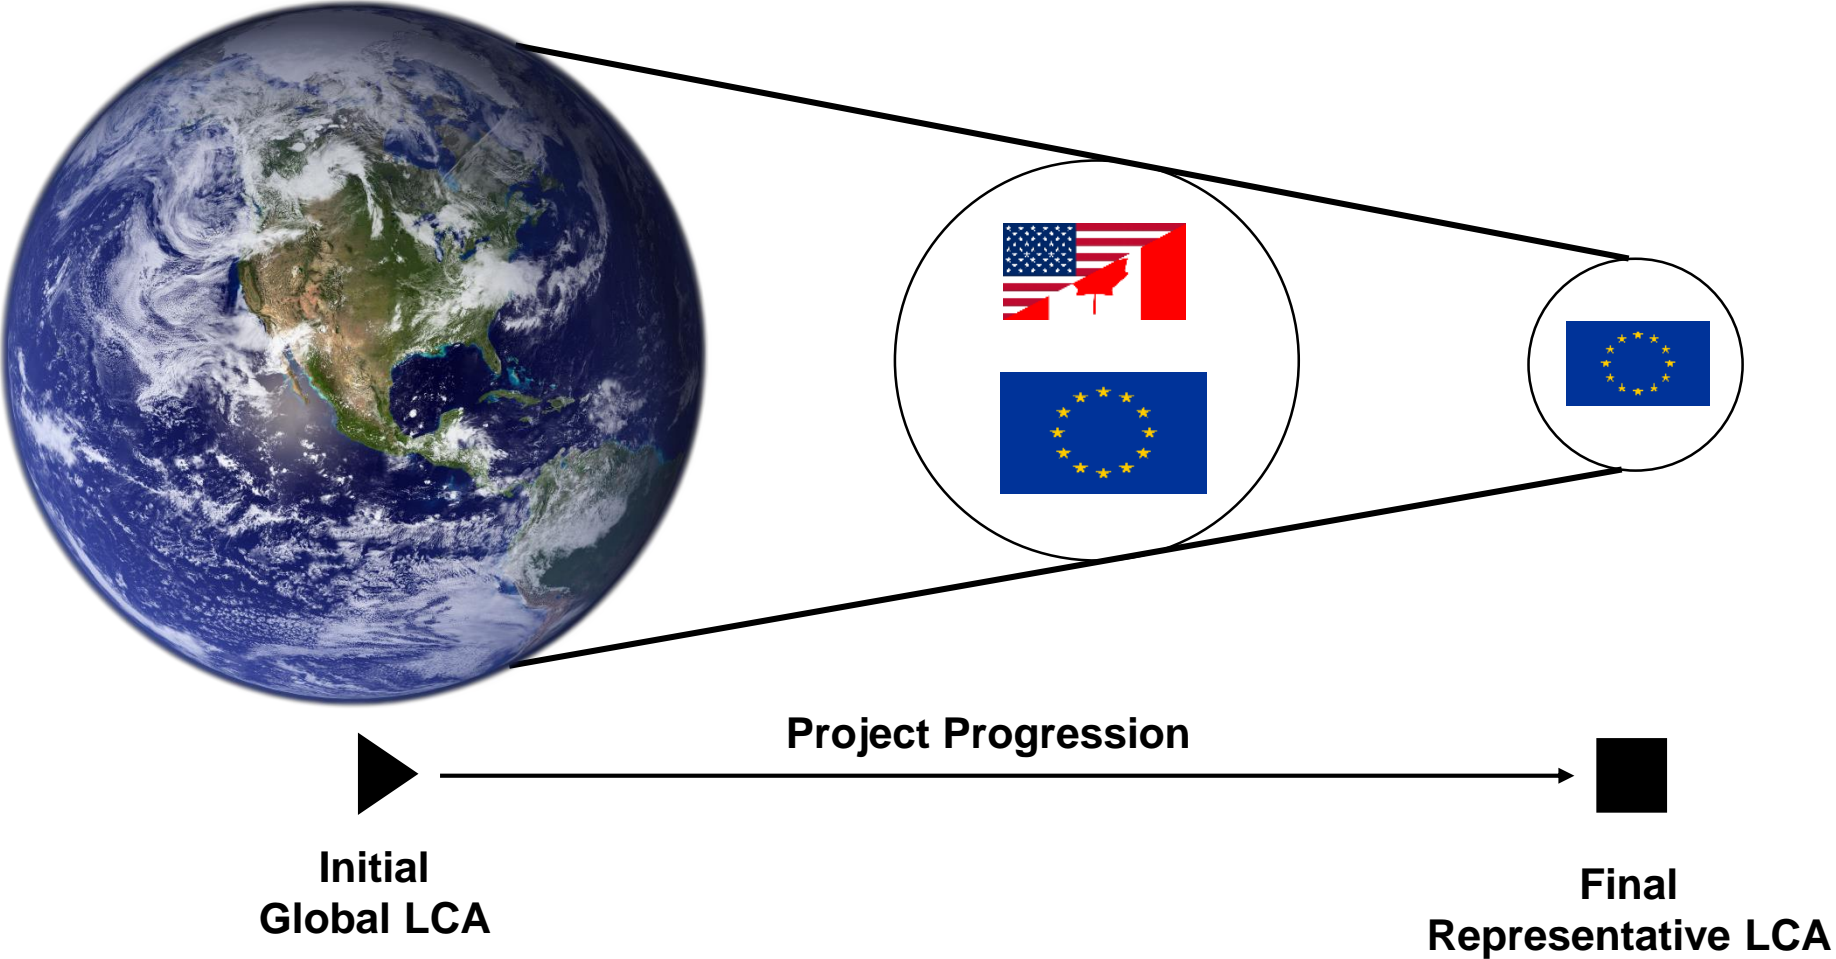 Project Progression
Initial
Global LCA
Final
Representative LCA